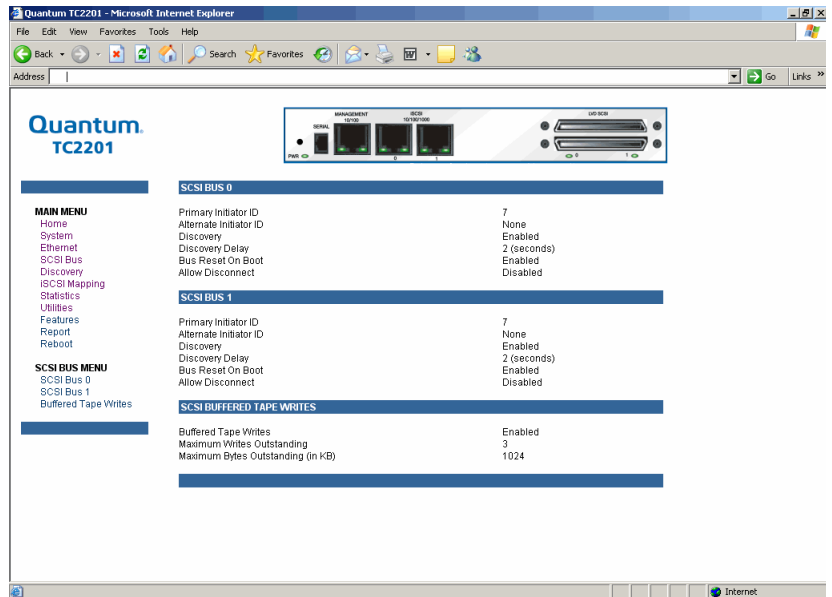 Quantum TC2201 - Microsoft Internet Explorer
File Edit View Favorites Tools Help
Back Search Favorites
Address Go Links »
Quantum.
TC2201
MANAGEMENT
10/100
iSCSI
10/100/1000
LVD SCSI
SERIAL
PWR 0 1 0 1
SCSI BUS 0
MAIN MENU
Home
System
Ethernet
SCSI Bus
Discovery
iSCSI Mapping
Statistics
Utilities
Features
Report
Reboot
SCSI BUS MENU
SCSI Bus 0
SCSI Bus 1
Buffered Tape Writes
Primary Initiator ID 7
Alternate Initiator ID None
Discovery Enabled
Discovery Delay 2 (seconds)
Bus Reset On Boot Enabled
Allow Disconnect Disabled
SCSI BUS 1
Primary Initiator ID 7
Alternate Initiator ID None
Discovery Enabled
Discovery Delay 2 (seconds)
Bus Reset On Boot Enabled
Allow Disconnect Disabled
SCSI BUFFERED TAPE WRITES
Buffered Tape Writes Enabled
Maximum Writes Outstanding 3
Maximum Bytes Outstanding (in KB) 1024
Internet